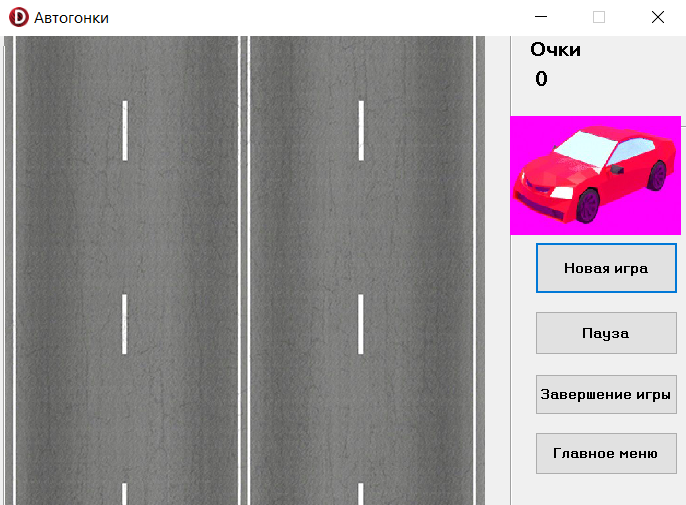 Автогонки
Очки
0
Новая игра
Пауза
Завершение игры
Главное меню